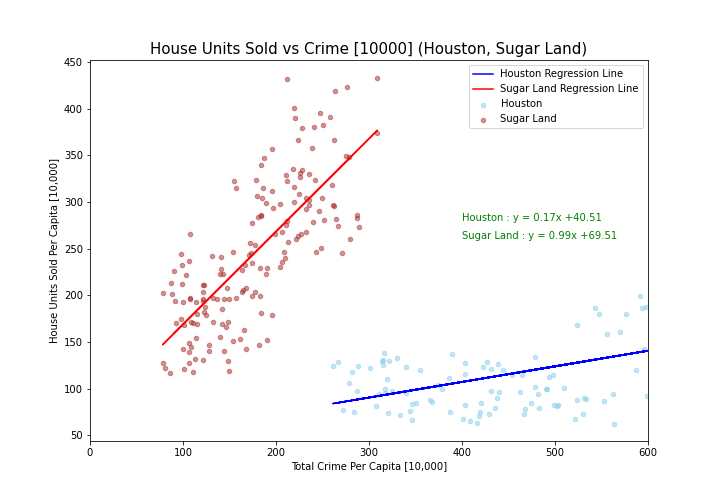 House Units Sold vs Crime [10000] (Houston, Sugar Land)
House Units Sold Per Capita [10,000]
450
400
350
300
250
200
150
100
50
Houston Regression Line
Sugar Land Regression Line
Houston
Sugar Land
Houston : y = 0.17x +40.51
Sugar Land : y = 0.99x +69.51
0
100
200
300
400
500
600
Total Crime Per Capita [10,000]